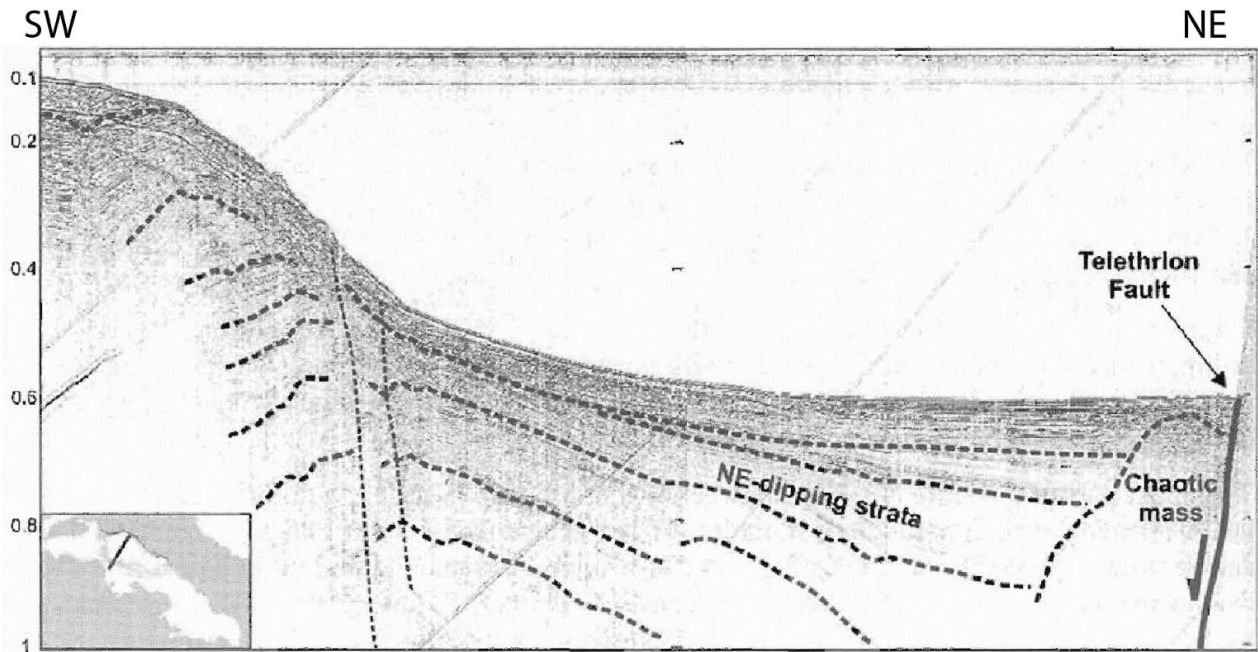 SW
NE
0.1
0.2
0.4
Telethrion
Fault
0.6
NE-dipping strata
Chaotic
mass
0.8
1